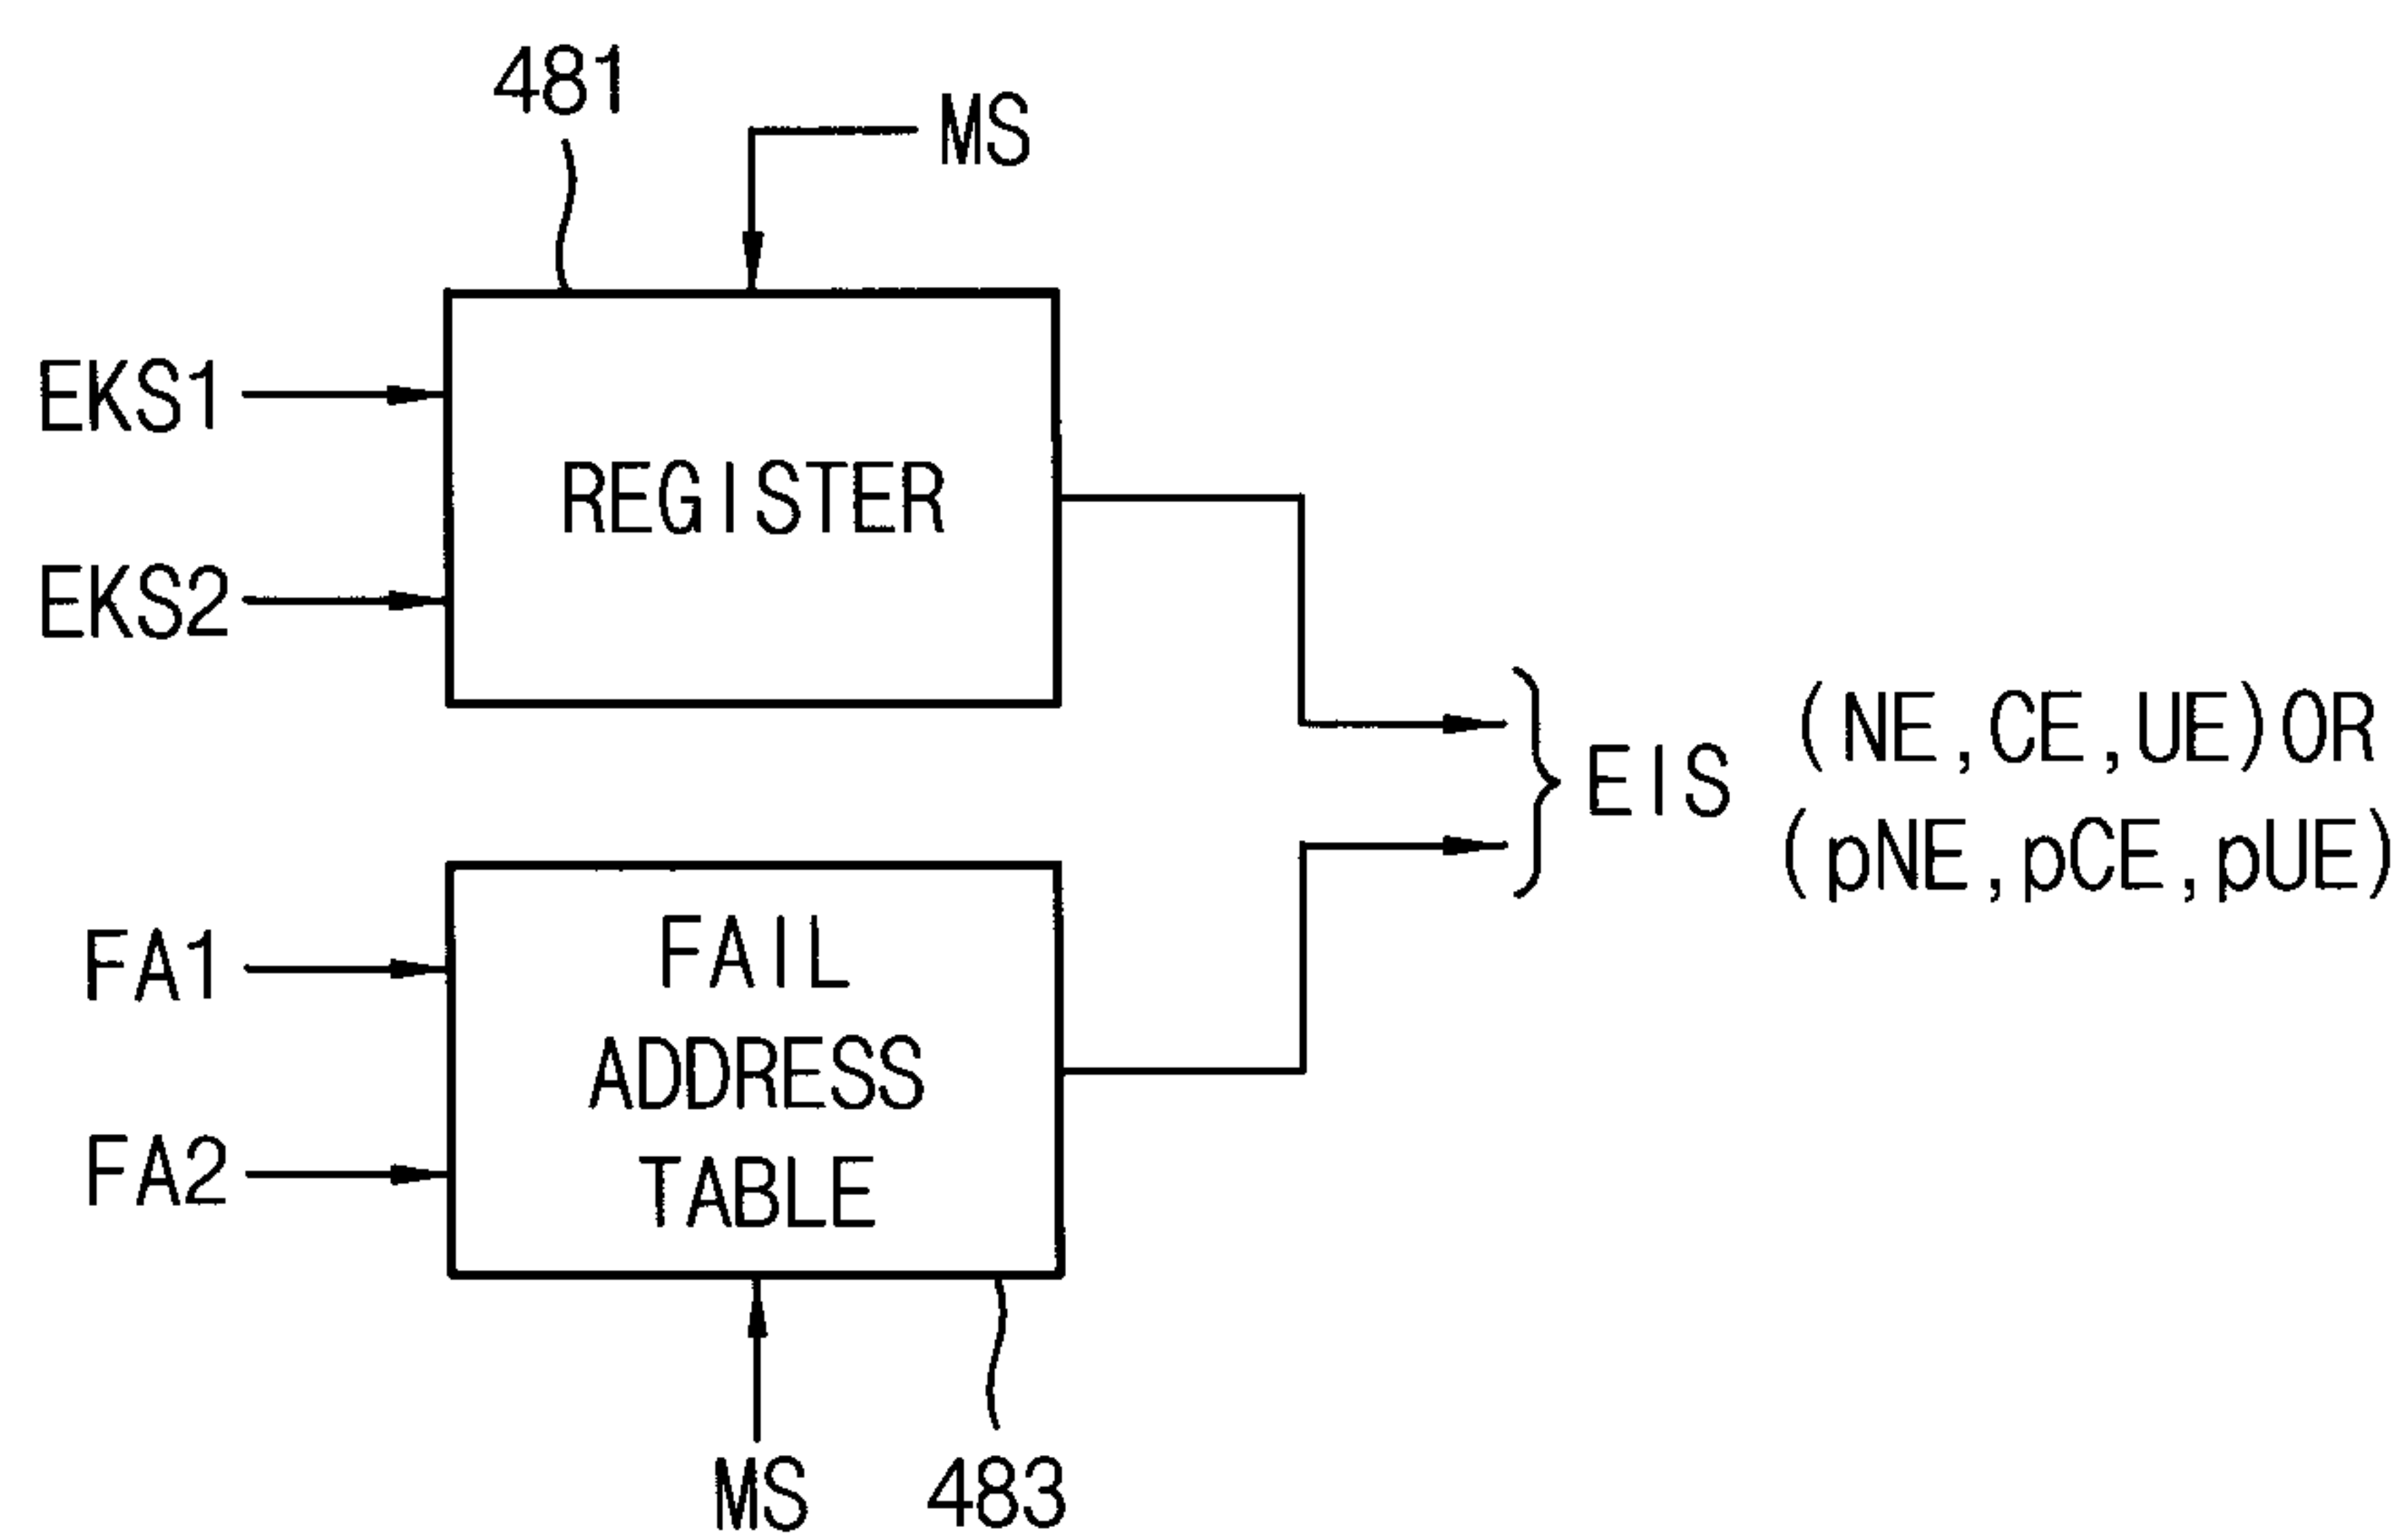 481
MS
EKS1
REGISTER
EKS2
EIS
(NE,CE,UE)OR
(pNE,pCE,pUE)
FA1
FAIL
ADDRESS
TABLE
FA2
MS
483